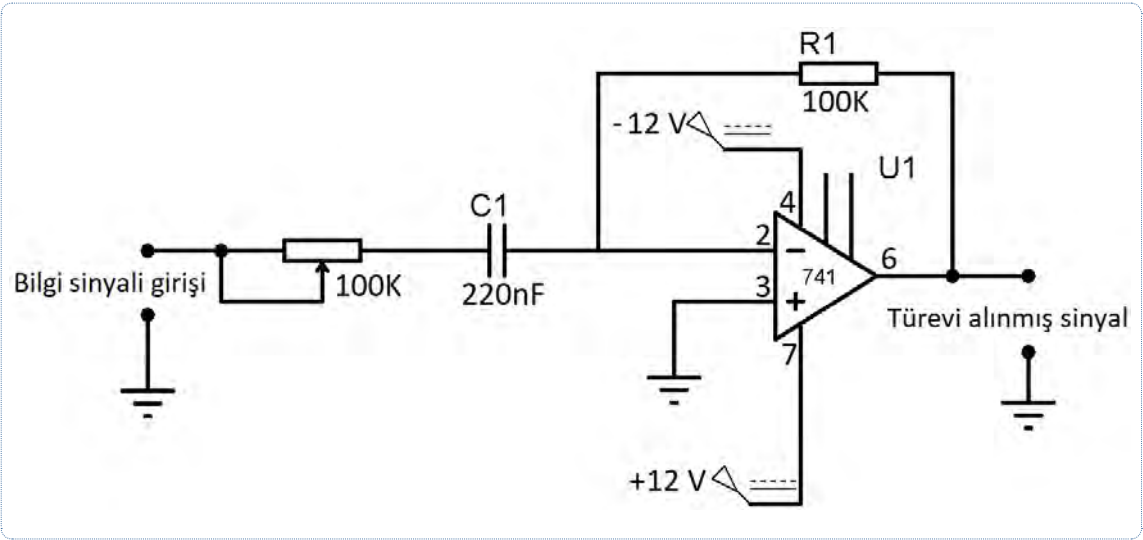 R1
100K
- 12 V
U1
4
C1
2
6
Bilgi sinyali girişi
100K
220nF
3
741
+
Türevi alınmış sinyal
7
+12 V